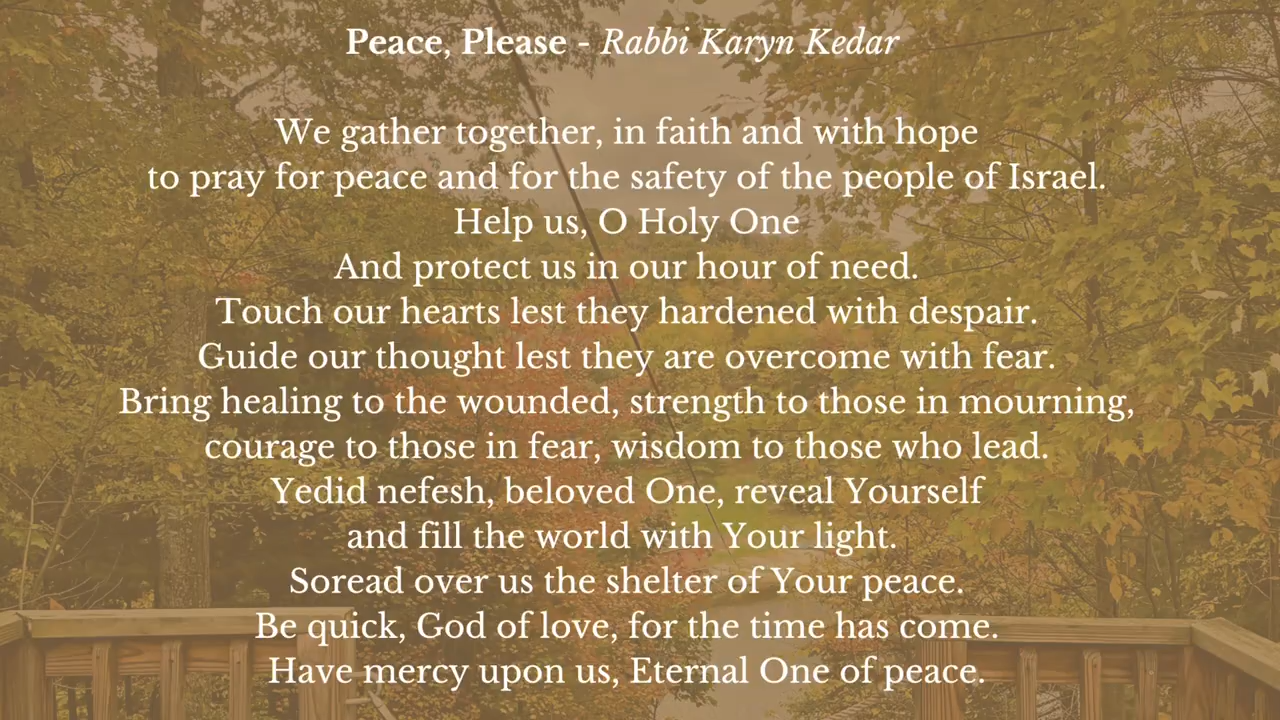 Peace, Please - Rabbi Karyn Kedar
We gather together, in faith and with hope
to pray for peace and for the safety of the people of Israel.
Help us, O Holy One
And protect us in our hour of need.
Touch our hearts lest they hardened with despair.
Guide our thought lest they are overcome with fear.
Bring healing to the wounded, strength to those in mourning,
courage to those in fear, wisdom to those who lead.
Yedid nefesh, beloved One, reveal Yourself
and fill the world with Your light.
Soread over us the shelter of Your peace.
Be quick, God of love, for the time has come.
Have mercy upon us, Eternal One of peace.